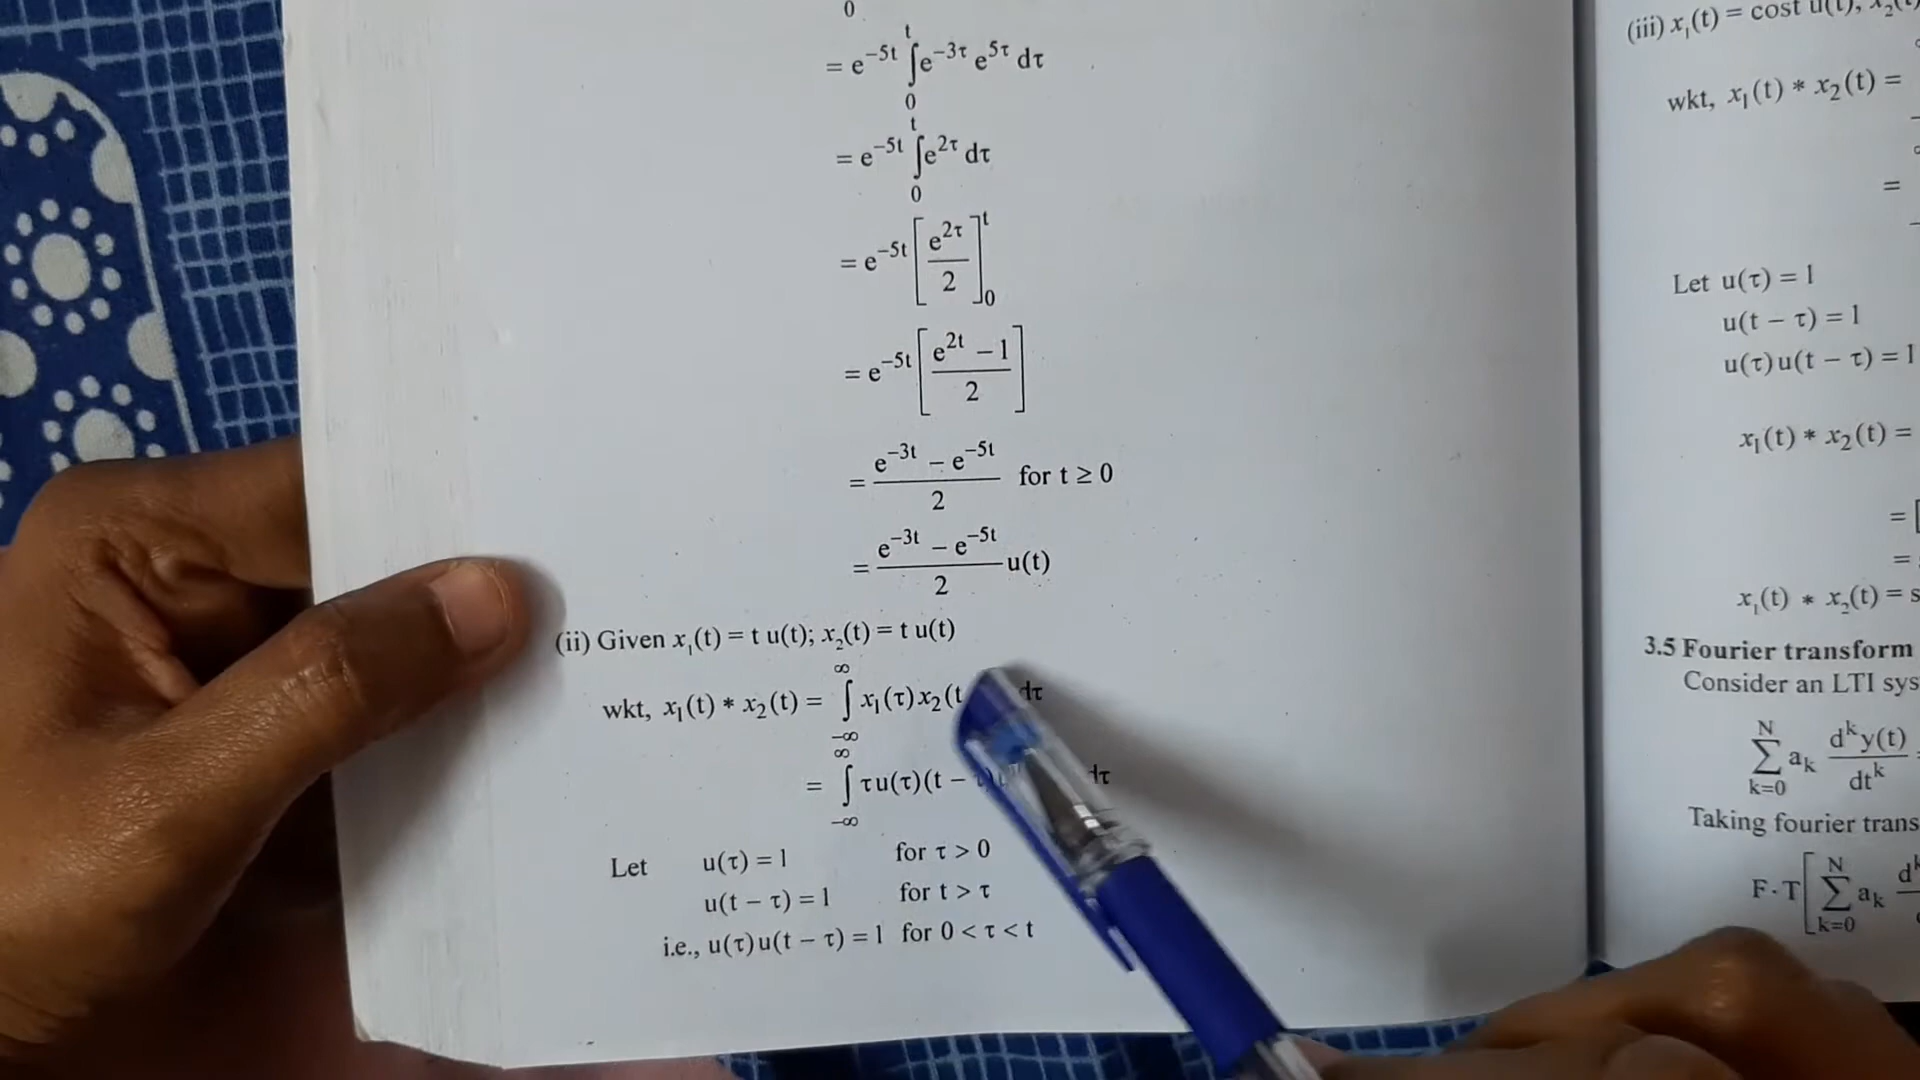 0
= e^{-5t} ∫_0^t e^{-3τ} e^{5τ} dτ
= e^{-5t} ∫_0^t e^{2τ} dτ
= e^{-5t} [ e^{2τ} / 2 ]_0^t
= e^{-5t} [ (e^{2t} − 1) / 2 ]
= (e^{-3t} − e^{-5t}) / 2 for t ≥ 0
= (e^{-3t} − e^{-5t}) / 2 u(t)
(ii) Given x₁(t) = t u(t); x₂(t) = t u(t)
wkt, x₁(t) * x₂(t) = ∫_{-∞}^{∞} x₁(τ) x₂(t dτ
= ∫_{-∞}^{∞} τ u(τ)(t − dτ
Let u(τ) = 1 for τ > 0
u(t − τ) = 1 for t > τ
i.e., u(τ)u(t − τ) = 1 for 0 < τ < t
(iii) x₁(t) = cost u(t), x₂(t)
wkt, x₁(t) * x₂(t) =
=
Let u(τ) = 1
u(t − τ) = 1
u(τ)u(t − τ) = 1
x₁(t) * x₂(t) =
= [
=
x₁(t) * x₂(t) = s
3.5 Fourier transform
Consider an LTI sys
∑_{k=0}^{N} a_k d^k y(t) / dt^k
Taking fourier trans
F·T [ ∑_{k=0}^{N} a_k d^k